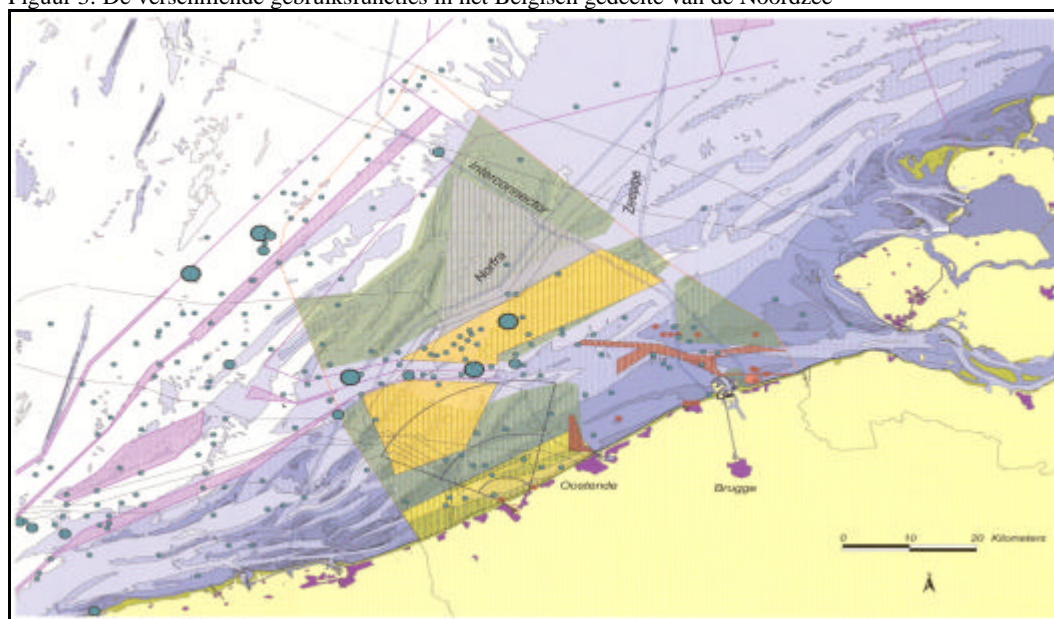 Figuur 3: De verschillende gebruiksfuncties in het Belgisch gedeelte van de Noordzee
Interconnector
Zeepipe
Norfra
Oostende
Brugge
0 10 20 Kilometers